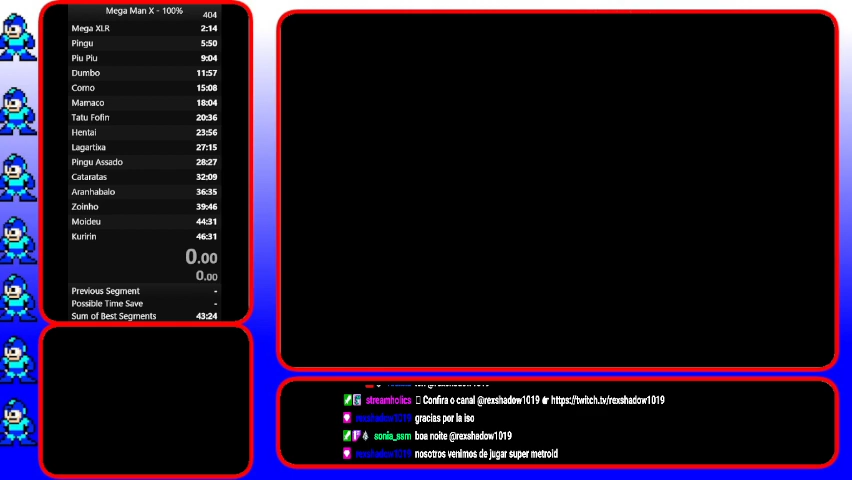 Mega Man X - 100%
404
Mega XLR 2:14
Pingu 5:50
Piu Piu 9:04
Dumbo 11:57
Corno 15:08
Mamaco 18:04
Tatu Fofin 20:36
Hentai 23:56
Lagartixa 27:15
Pingu Assado 28:27
Cataratas 32:09
Aranhabalo 36:35
Zoinho 39:46
Moideu 44:31
Kuririn 46:31
0.00
0.00
Previous Segment -
Possible Time Save -
Sum of Best Segments 43:24
streamholics Confira o canal @rexshadow1019 https://twitch.tv/rexshadow1019
rexshadow1019 gracias por la iso
sonia_ssm boa noite @rexshadow1019
rexshadow1019 nosotros venimos de jugar super metroid